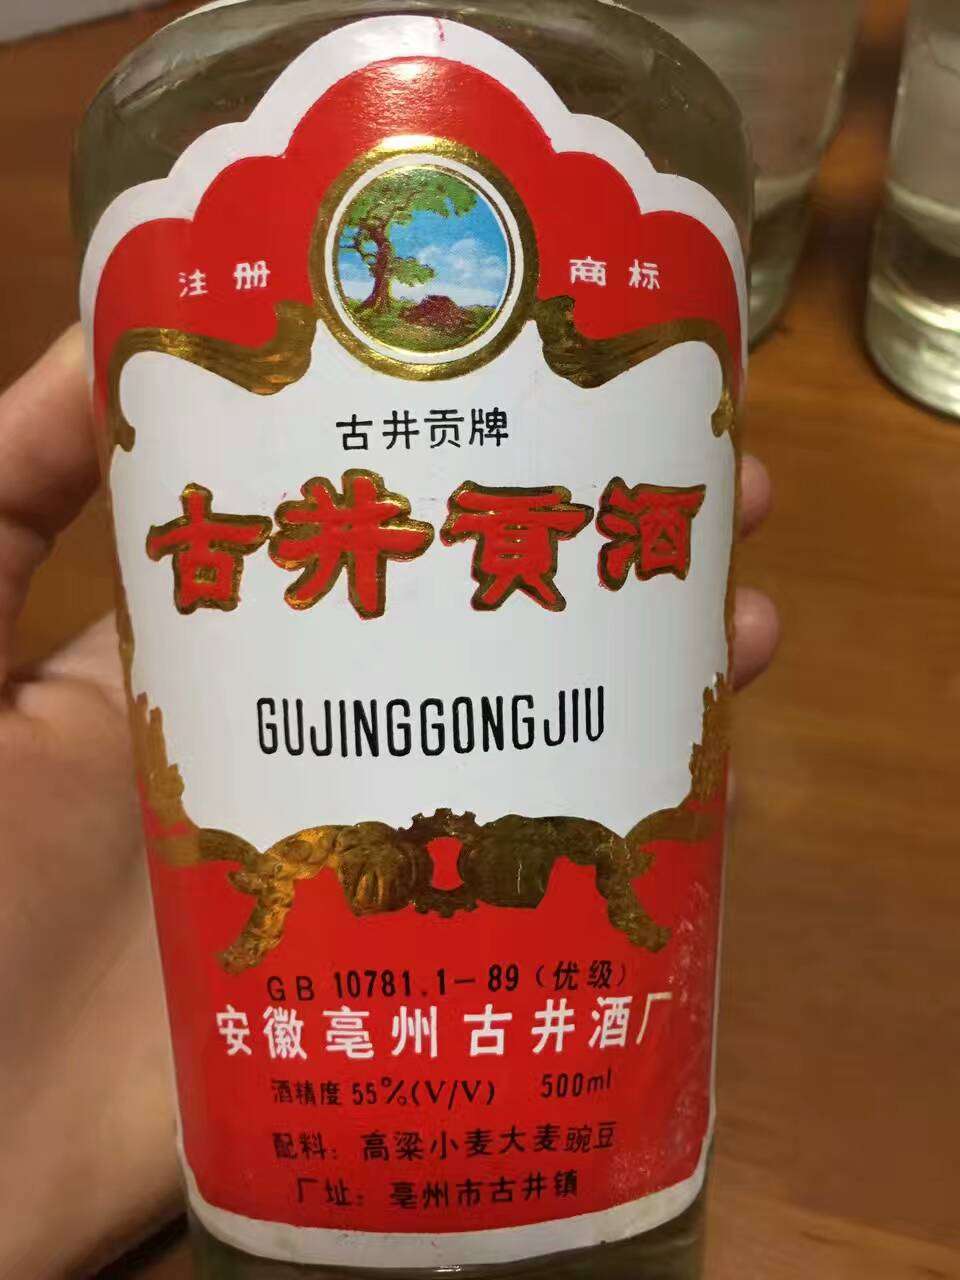 注册 商标
古井贡牌
古井贡酒
GUJINGGONGJIU
GB 10781.1-89(优级)
安徽亳州古井酒厂
酒精度 55%(V/V) 500ml
配料：高粱小麦大麦豌豆
厂址：亳州市古井镇